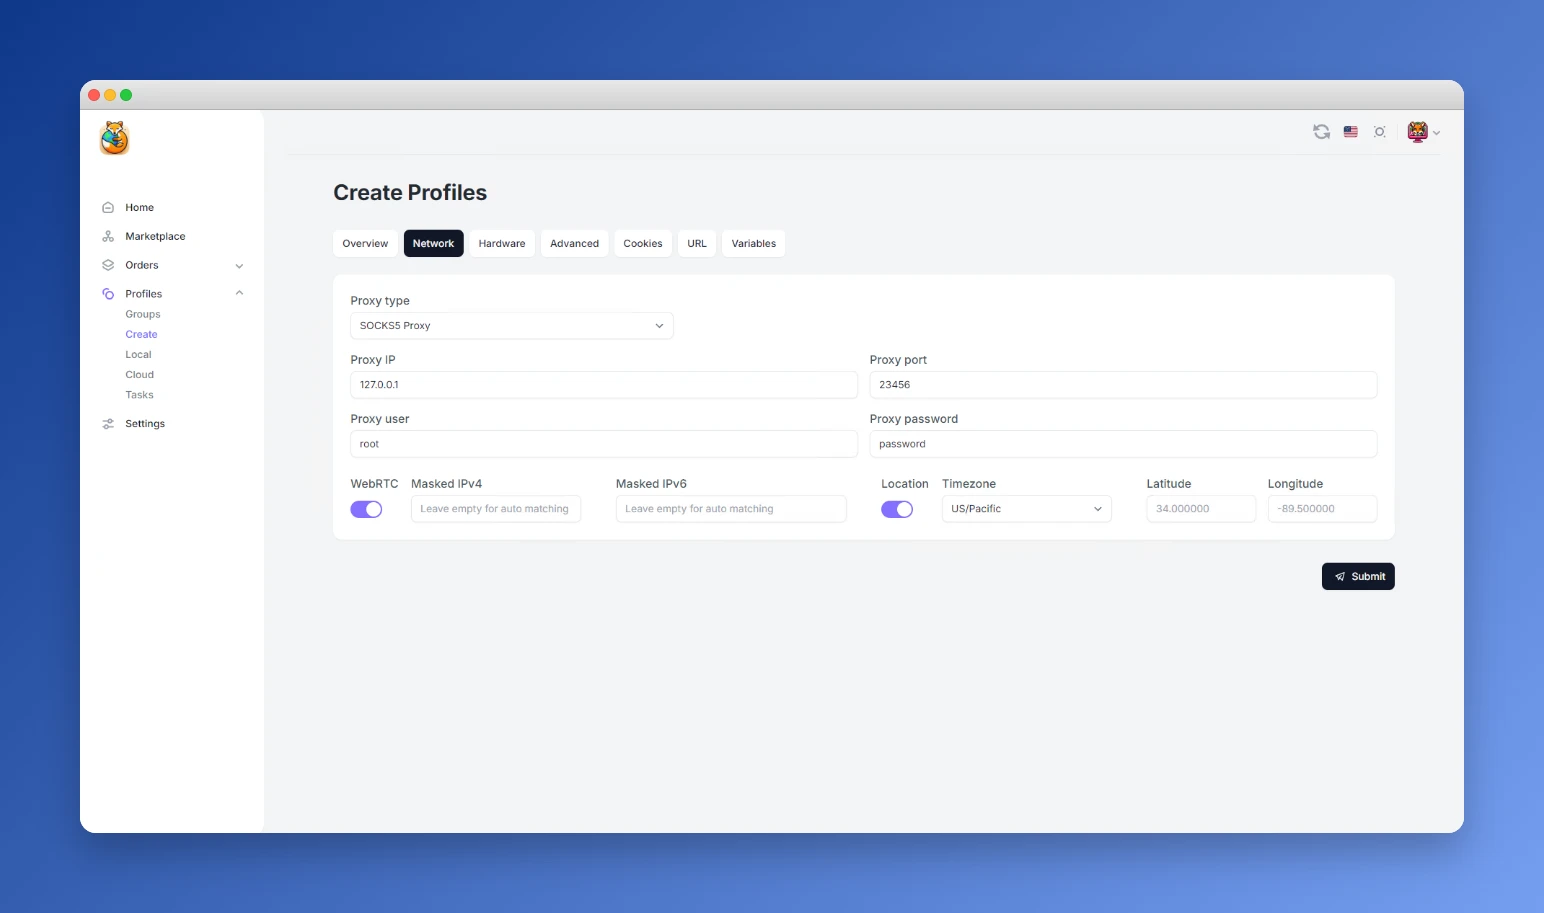 Home
Marketplace
Orders
Profiles
Groups
Create
Local
Cloud
Tasks
Settings
Create Profiles
Overview Network Hardware Advanced Cookies URL Variables
Proxy type
SOCKS5 Proxy
Proxy IP Proxy port
127.0.0.1 23456
Proxy user Proxy password
root password
WebRTC Masked IPv4 Masked IPv6 Location Timezone Latitude Longitude
Leave empty for auto matching Leave empty for auto matching US/Pacific 34.000000 -89.500000
Submit